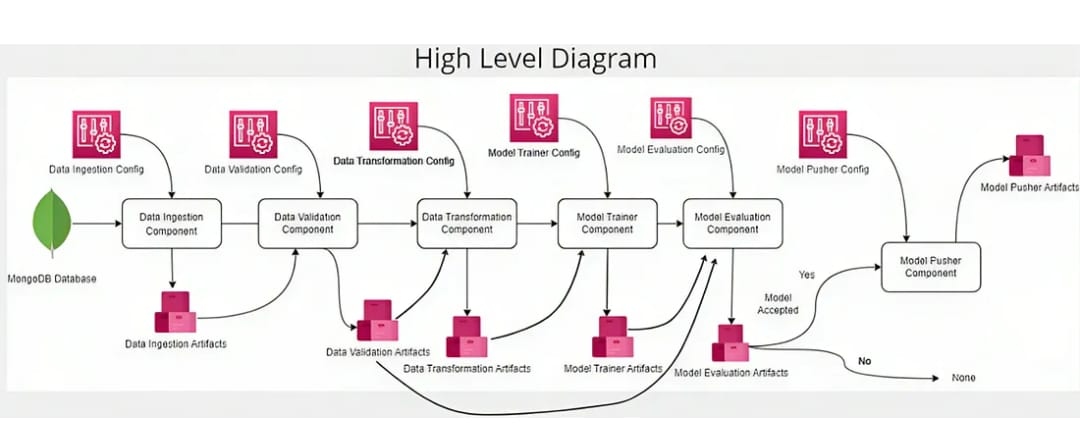 High Level Diagram
Data Ingestion Config
Data Validation Config
Data Transformation Config
Model Trainer Config
Model Evaluation Config
Model Pusher Config
Model Pusher Artifacts
MongoDB Database
Data Ingestion
Component
Data Validation
Component
Data Transformation
Component
Model Trainer
Component
Model Evaluation
Component
Model Pusher
Component
Yes
Model
Accepted
Data Ingestion Artifacts
Data Validation Artifacts
Data Transformation Artifacts
Model Trainer Artifacts
Model Evaluation Artifacts
No
None